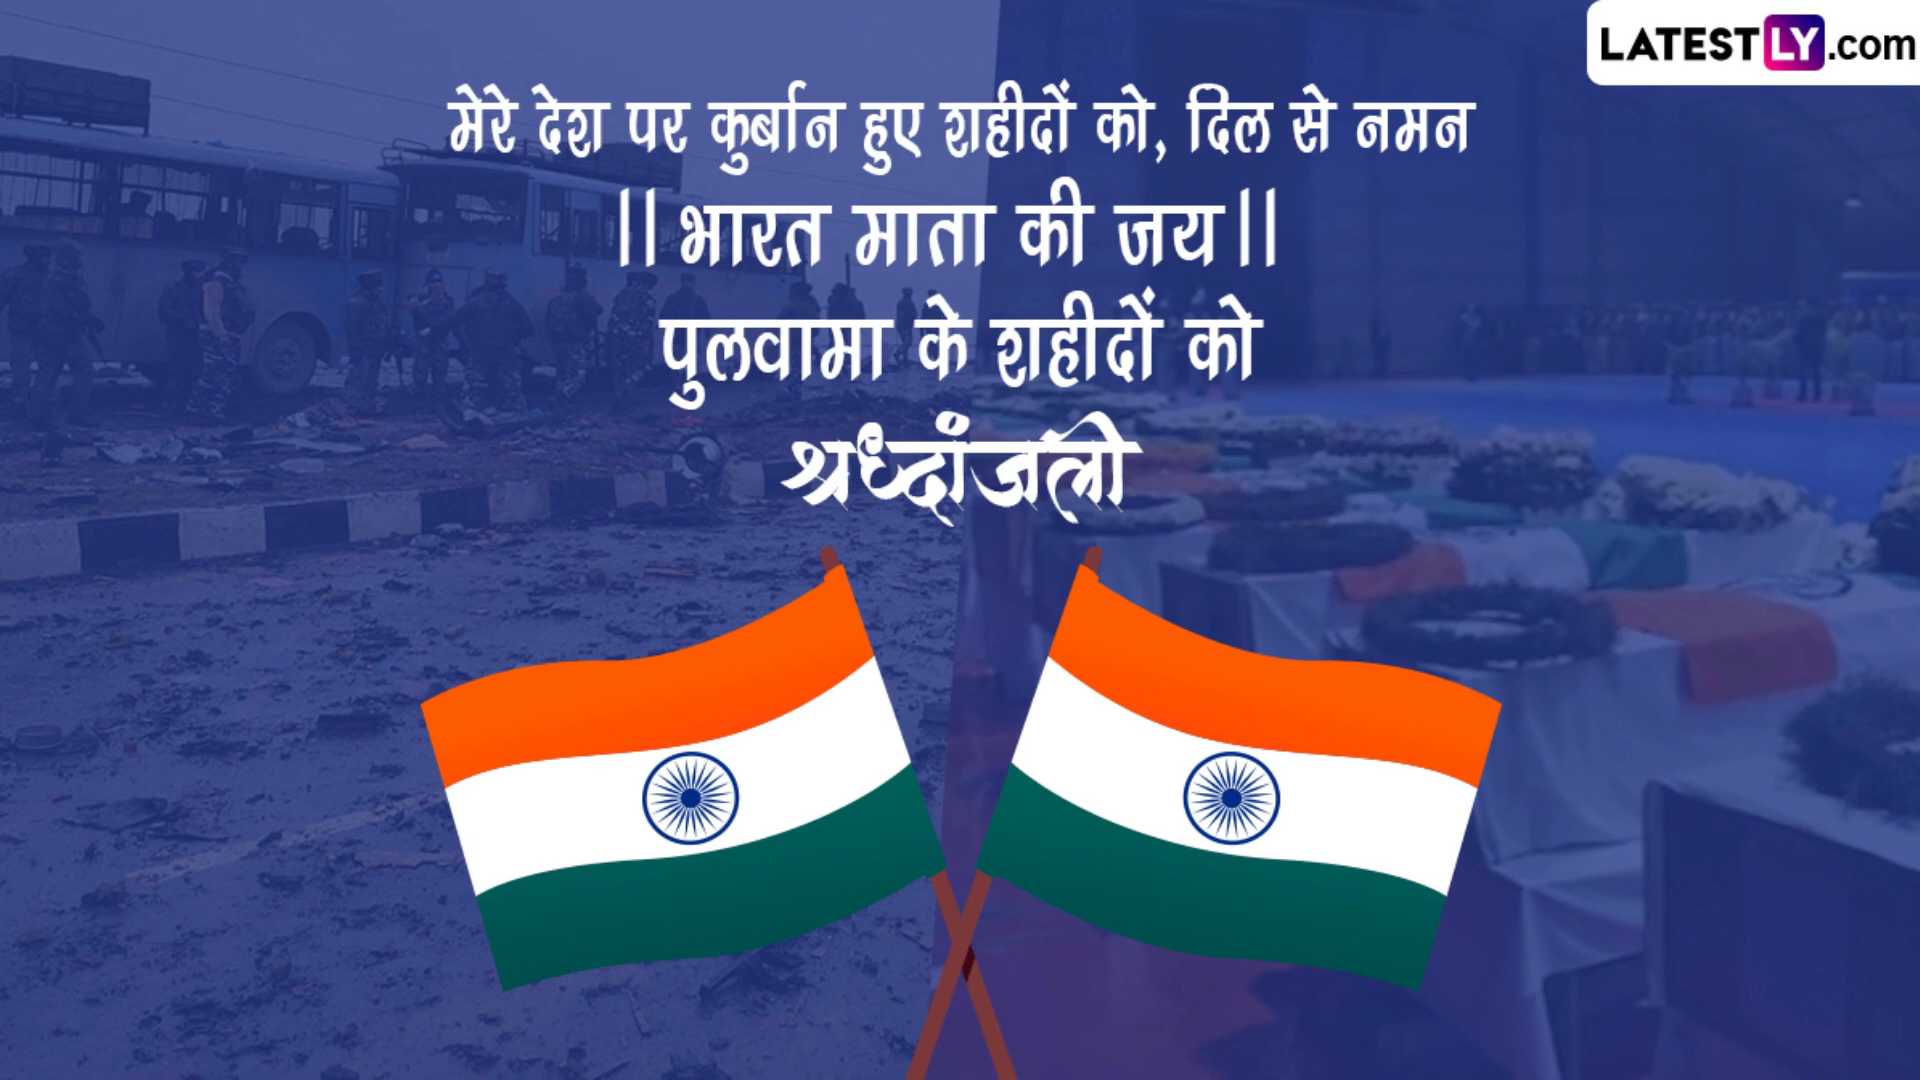 LATESTLY.com
मेरे देश पर कुर्बान हुए शहीदों को, दिल से नमन
|| भारत माता की जय ||
पुलवामा के शहीदों को
श्रध्दांजली